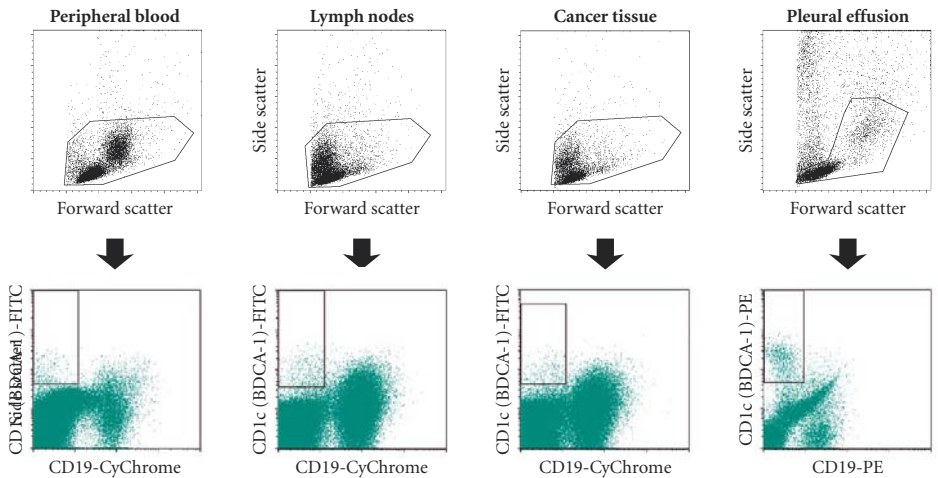 Peripheral blood
Lymph nodes
Cancer tissue
Pleural effusion
Side scatter
Side scatter
Side scatter
Forward scatter
Forward scatter
Forward scatter
Forward scatter
CD1c (BDCA-1)-FITC
Side scatter
CD1c (BDCA-1)-FITC
CD1c (BDCA-1)-FITC
CD1c (BDCA-1)-PE
CD19-CyChrome
CD19-CyChrome
CD19-CyChrome
CD19-PE